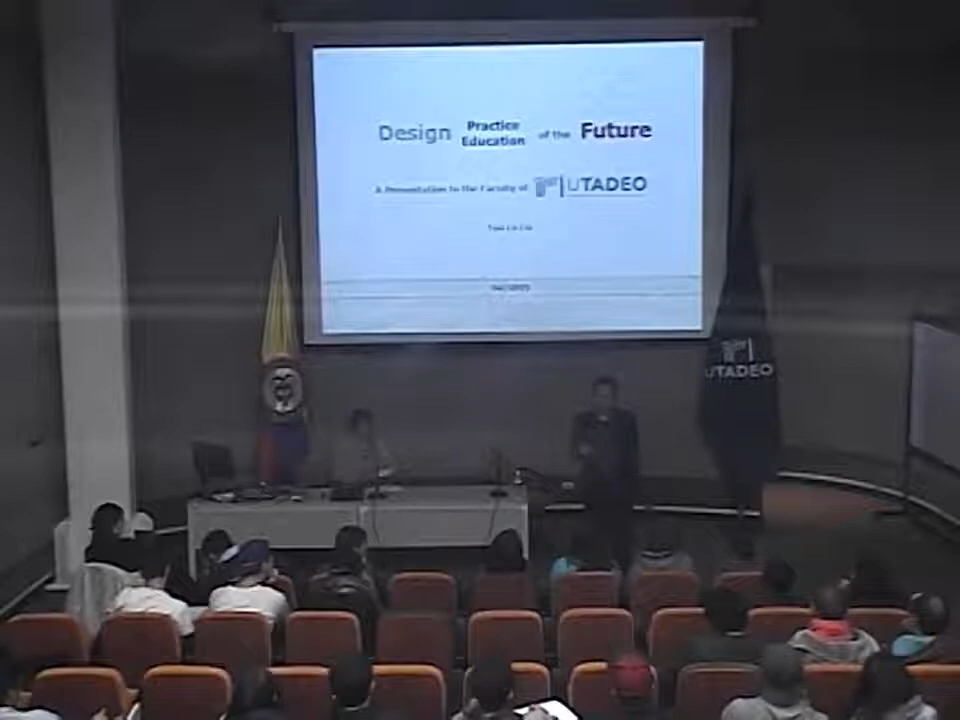 Design Practice Education of the Future
A Presentation to the Faculty of UTADEO
UTADEO